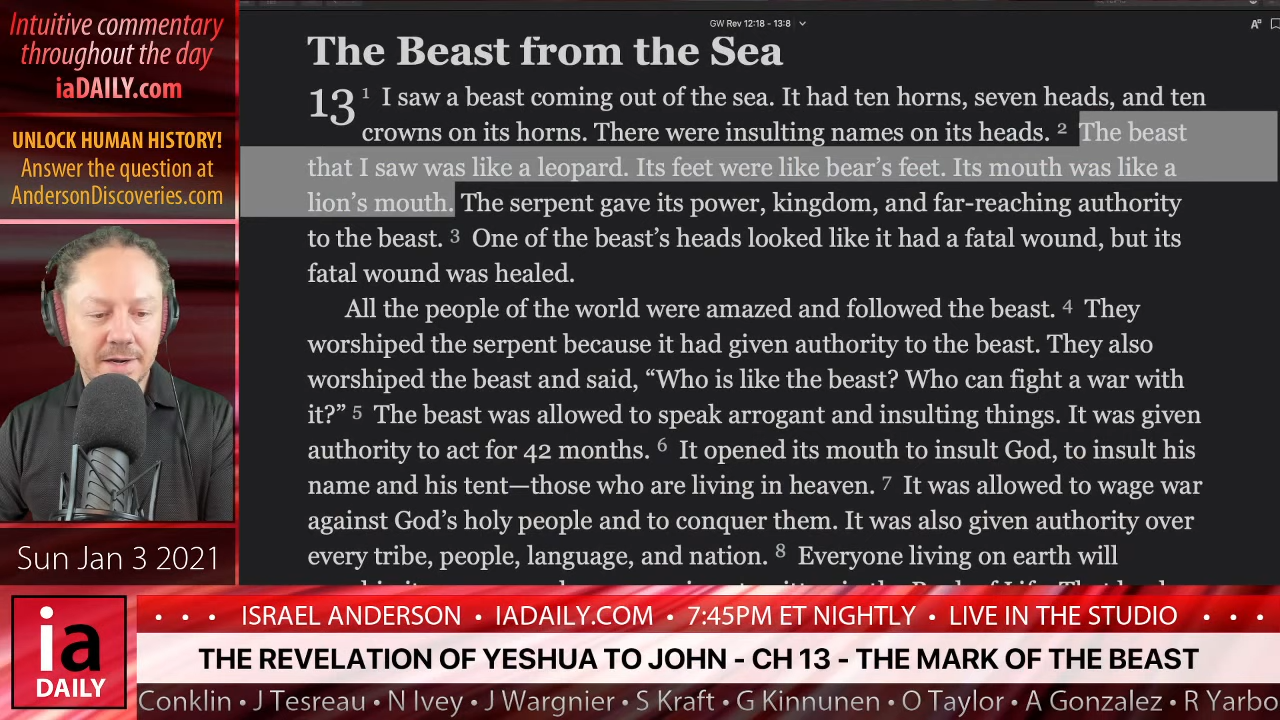 Intuitive commentary
throughout the day
iaDAILY.com
UNLOCK HUMAN HISTORY!
Answer the question at
AndersonDiscoveries.com
Sun Jan 3 2021
GW Rev 12:18 - 13:8
The Beast from the Sea
13 1 I saw a beast coming out of the sea. It had ten horns, seven heads, and ten
crowns on its horns. There were insulting names on its heads. 2 The beast
that I saw was like a leopard. Its feet were like bear’s feet. Its mouth was like a
lion’s mouth. The serpent gave its power, kingdom, and far-reaching authority
to the beast. 3 One of the beast’s heads looked like it had a fatal wound, but its
fatal wound was healed.
All the people of the world were amazed and followed the beast. 4 They
worshiped the serpent because it had given authority to the beast. They also
worshiped the beast and said, “Who is like the beast? Who can fight a war with
it?” 5 The beast was allowed to speak arrogant and insulting things. It was given
authority to act for 42 months. 6 It opened its mouth to insult God, to insult his
name and his tent—those who are living in heaven. 7 It was allowed to wage war
against God’s holy people and to conquer them. It was also given authority over
every tribe, people, language, and nation. 8 Everyone living on earth will
ia
DAILY
• • • ISRAEL ANDERSON • IADAILY.COM • 7:45PM ET NIGHTLY • LIVE IN THE STUDIO • • •
THE REVELATION OF YESHUA TO JOHN - CH 13 - THE MARK OF THE BEAST
Conklin • J Tesreau • N Ivey • J Wargnier • S Kraft • G Kinnunen • O Taylor • A Gonzalez • R Yarbo